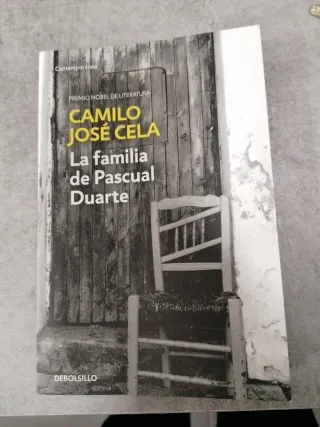 Contemporánea
PREMIO NOBEL DE LITERATURA
CAMILO
JOSÉ CELA
La familia
de Pascual
Duarte
DEBOLSILLO